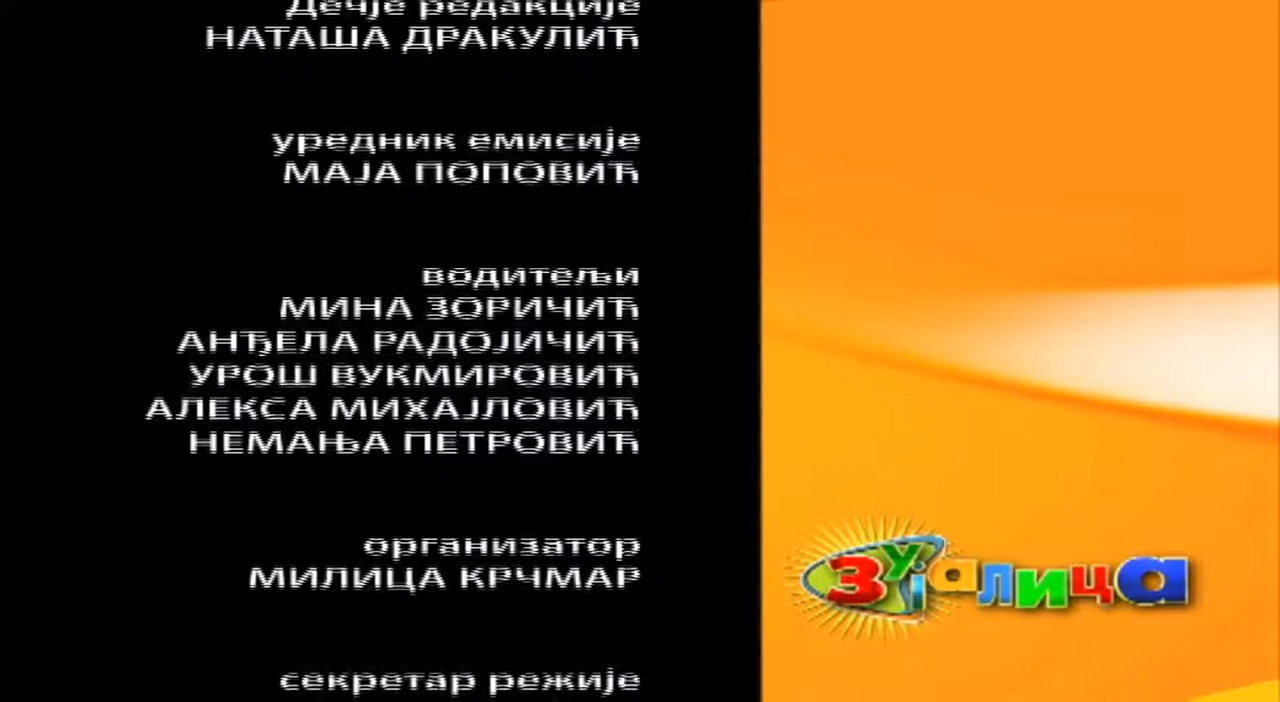 Дечје редакције
НАТАША ДРАКУЛИЋ
уредник емисије
МАЈА ПОПОВИЋ
водитељи
МИНА ЗОРИЧИЋ
АНЂЕЛА РАДОЈИЧИЋ
УРОШ ВУКМИРОВИЋ
АЛЕКСА МИХАЈЛОВИЋ
НЕМАЊА ПЕТРОВИЋ
организатор
МИЛИЦА КРЧМАР
секретар режије
Зујалица